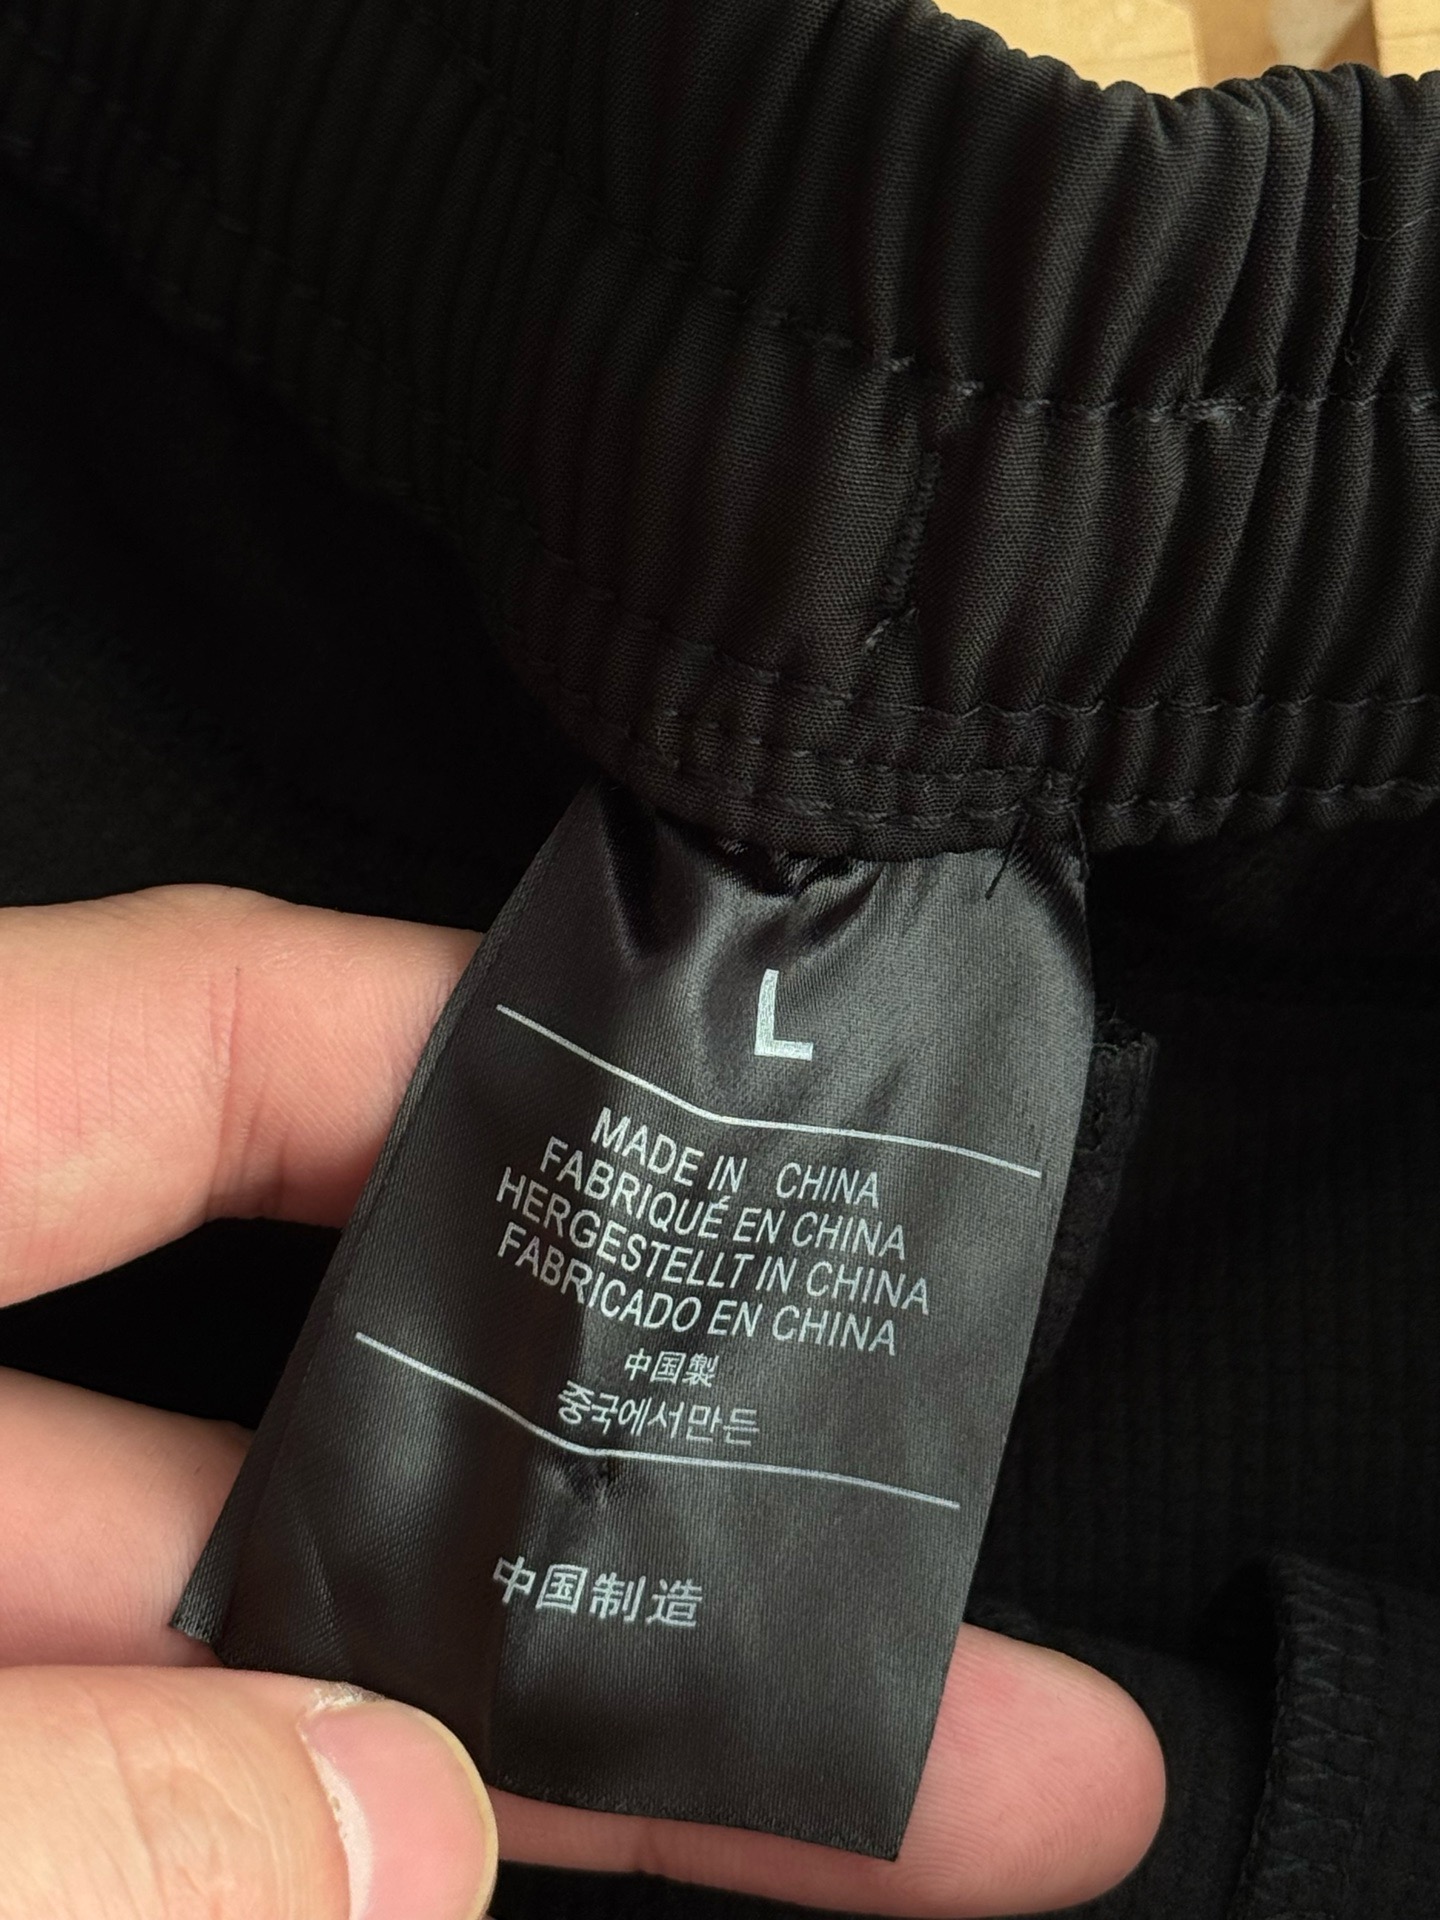 L
MADE IN CHINA
FABRIQUÉ EN CHINA
HERGESTELLT IN CHINA
FABRICADO EN CHINA
中国製
중국에서만든
中国制造